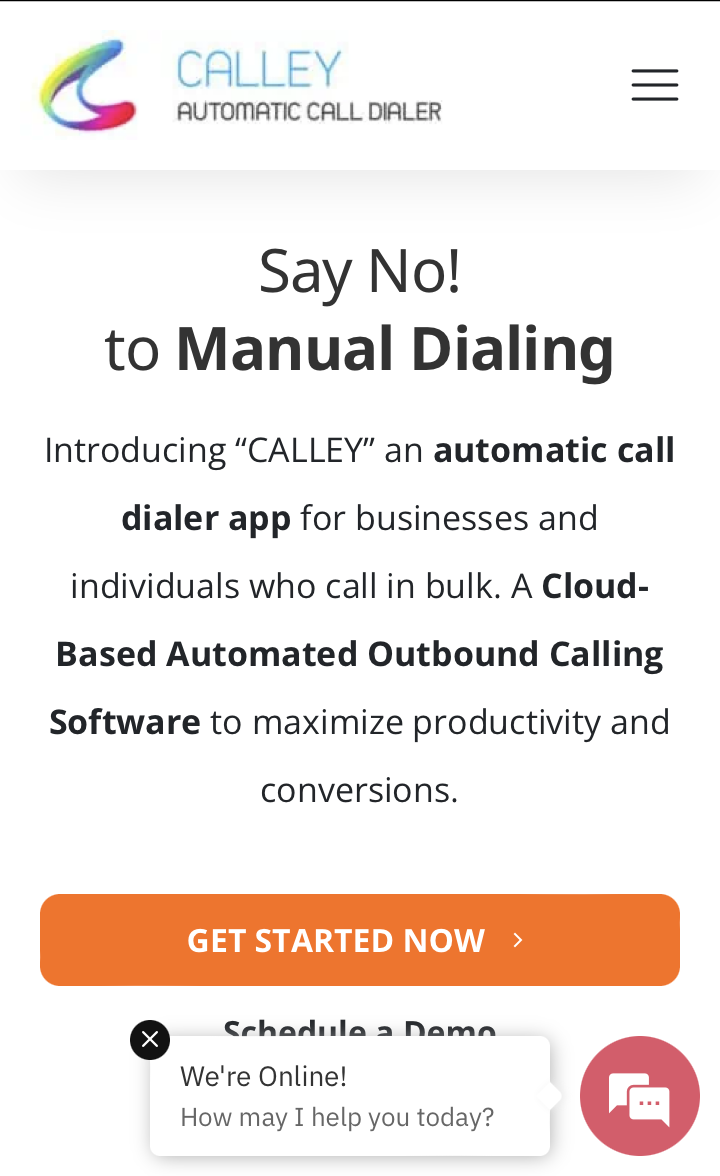 CALLEY
AUTOMATIC CALL DIALER
Say No!
to Manual Dialing
Introducing “CALLEY” an automatic call
dialer app for businesses and
individuals who call in bulk. A Cloud-
Based Automated Outbound Calling
Software to maximize productivity and
conversions.
GET STARTED NOW
Schedule a Demo
We're Online!
How may I help you today?